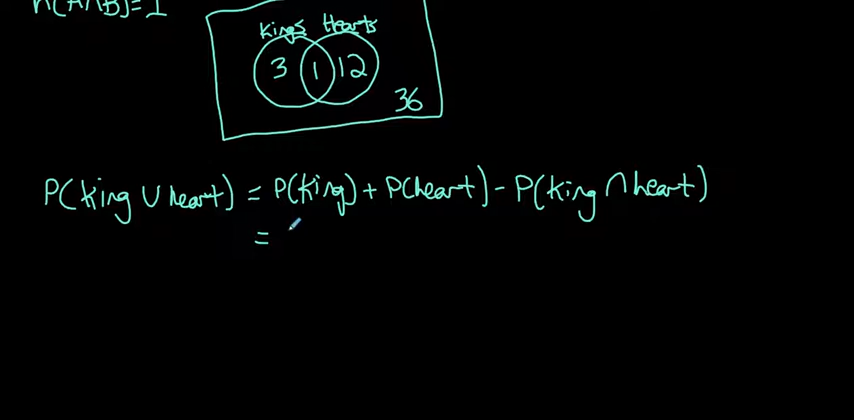 n(A∩B)=1
Kings Hearts
3 1 12
36
P(king ∪ heart) = P(king) + P(heart) - P(king ∩ heart)
=